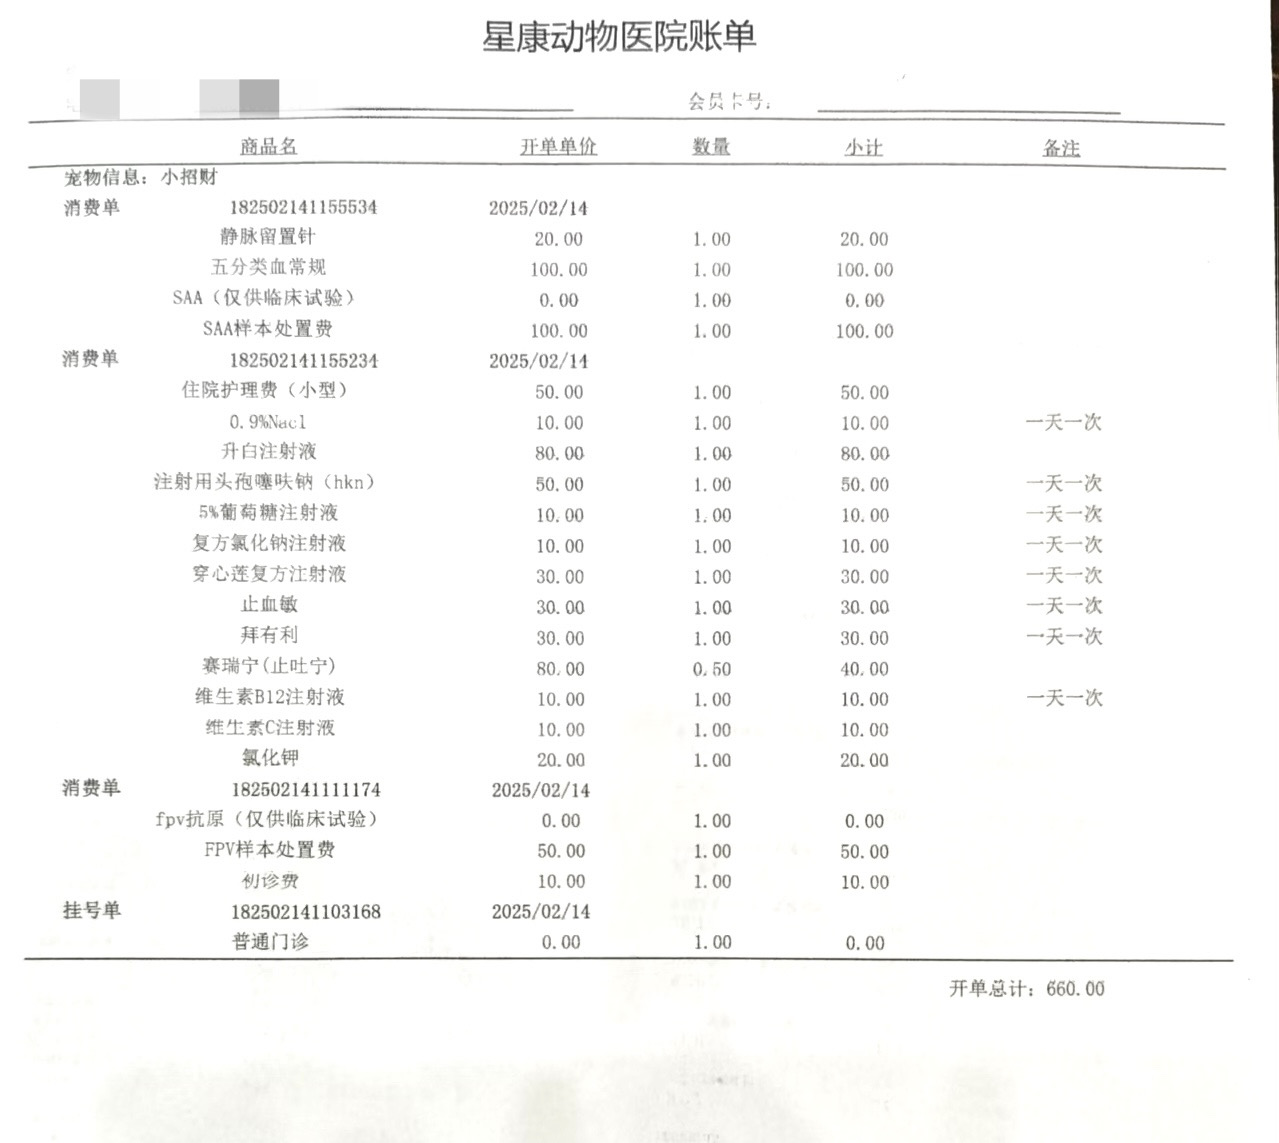 星康动物医院账单
会员卡号:
商品名 开单单价 数量 小计 备注
宠物信息: 小招财
消费单 182502141155534 2025/02/14
静脉留置针 20.00 1.00 20.00
五分类血常规 100.00 1.00 100.00
SAA（仅供临床试验） 0.00 1.00 0.00
SAA样本处置费 100.00 1.00 100.00
消费单 182502141155234 2025/02/14
住院护理费（小型） 50.00 1.00 50.00
0.9%Nacl 10.00 1.00 10.00 一天一次
升白注射液 80.00 1.00 80.00
注射用头孢噻呋钠（hkn） 50.00 1.00 50.00 一天一次
5%葡萄糖注射液 10.00 1.00 10.00 一天一次
复方氯化钠注射液 10.00 1.00 10.00 一天一次
穿心莲复方注射液 30.00 1.00 30.00 一天一次
止血敏 30.00 1.00 30.00 一天一次
拜有利 30.00 1.00 30.00 一天一次
赛瑞宁(止吐宁) 80.00 0.50 40.00
维生素B12注射液 10.00 1.00 10.00 一天一次
维生素C注射液 10.00 1.00 10.00
氯化钾 20.00 1.00 20.00
消费单 182502141111174 2025/02/14
fpv抗原（仅供临床试验） 0.00 1.00 0.00
FPV样本处置费 50.00 1.00 50.00
初诊费 10.00 1.00 10.00
挂号单 182502141103168 2025/02/14
普通门诊 0.00 1.00 0.00
开单总计: 660.00